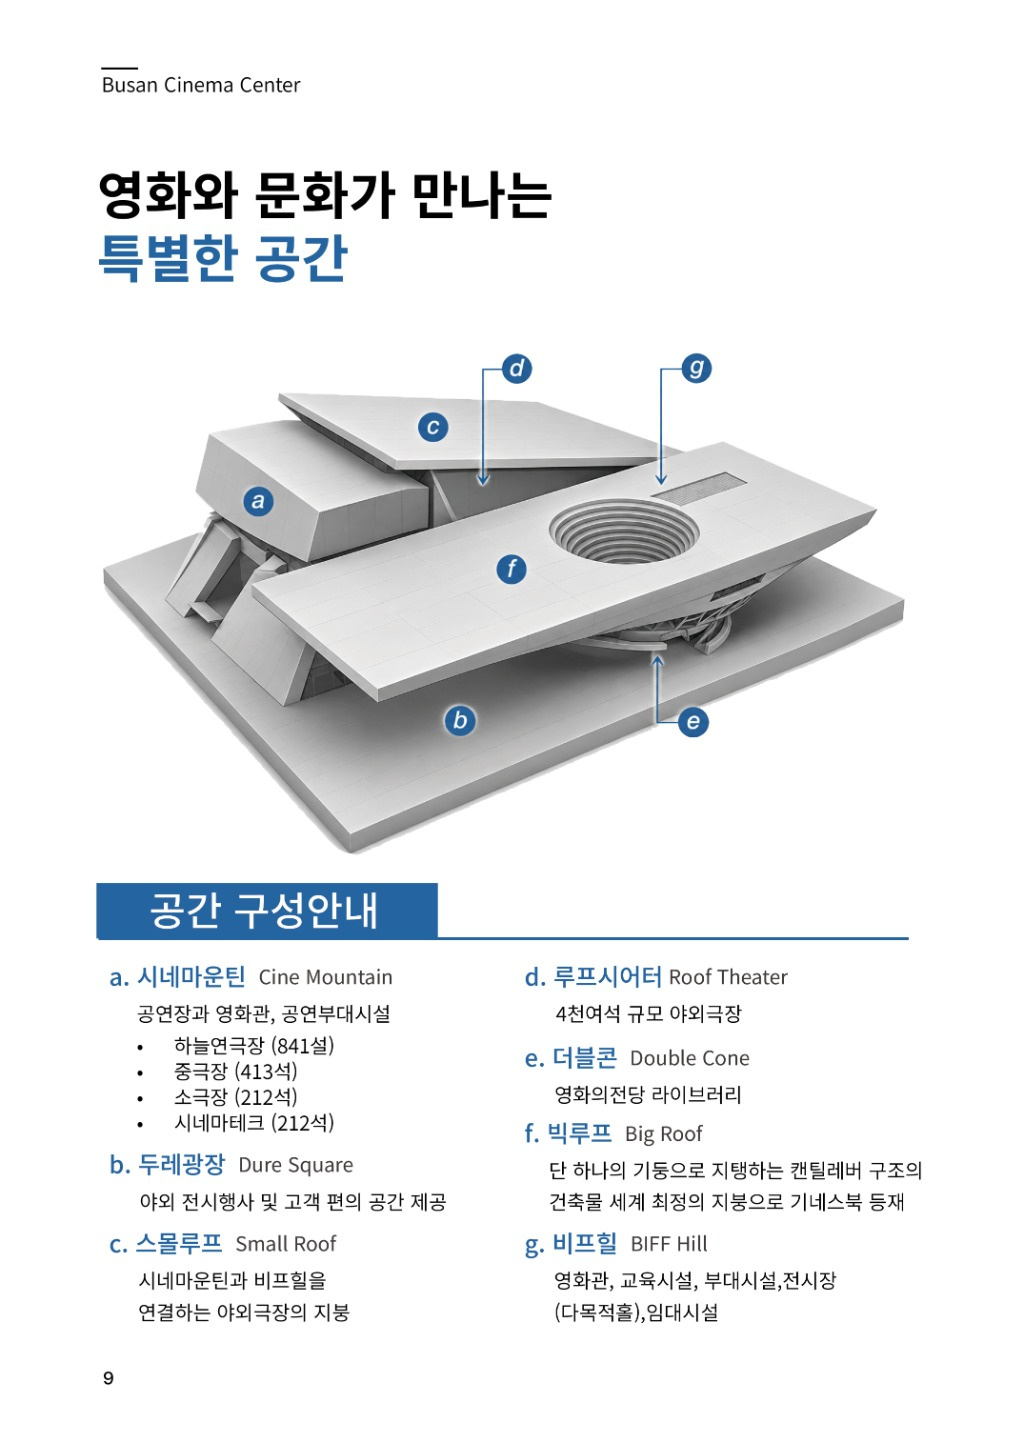 Busan Cinema Center
영화와 문화가 만나는
특별한 공간
d
g
c
a
f
b
e
공간 구성안내
a. 시네마운틴 Cine Mountain
공연장과 영화관, 공연부대시설
• 하늘연극장 (841설)
• 중극장 (413석)
• 소극장 (212석)
• 시네마테크 (212석)
b. 두레광장 Dure Square
야외 전시행사 및 고객 편의 공간 제공
c. 스몰루프 Small Roof
시네마운틴과 비프힐을
연결하는 야외극장의 지붕
d. 루프시어터 Roof Theater
4천여석 규모 야외극장
e. 더블콘 Double Cone
영화의전당 라이브러리
f. 빅루프 Big Roof
단 하나의 기둥으로 지탱하는 캔틸레버 구조의
건축물 세계 최정의 지붕으로 기네스북 등재
g. 비프힐 BIFF Hill
영화관, 교육시설, 부대시설,전시장
(다목적홀),임대시설
9